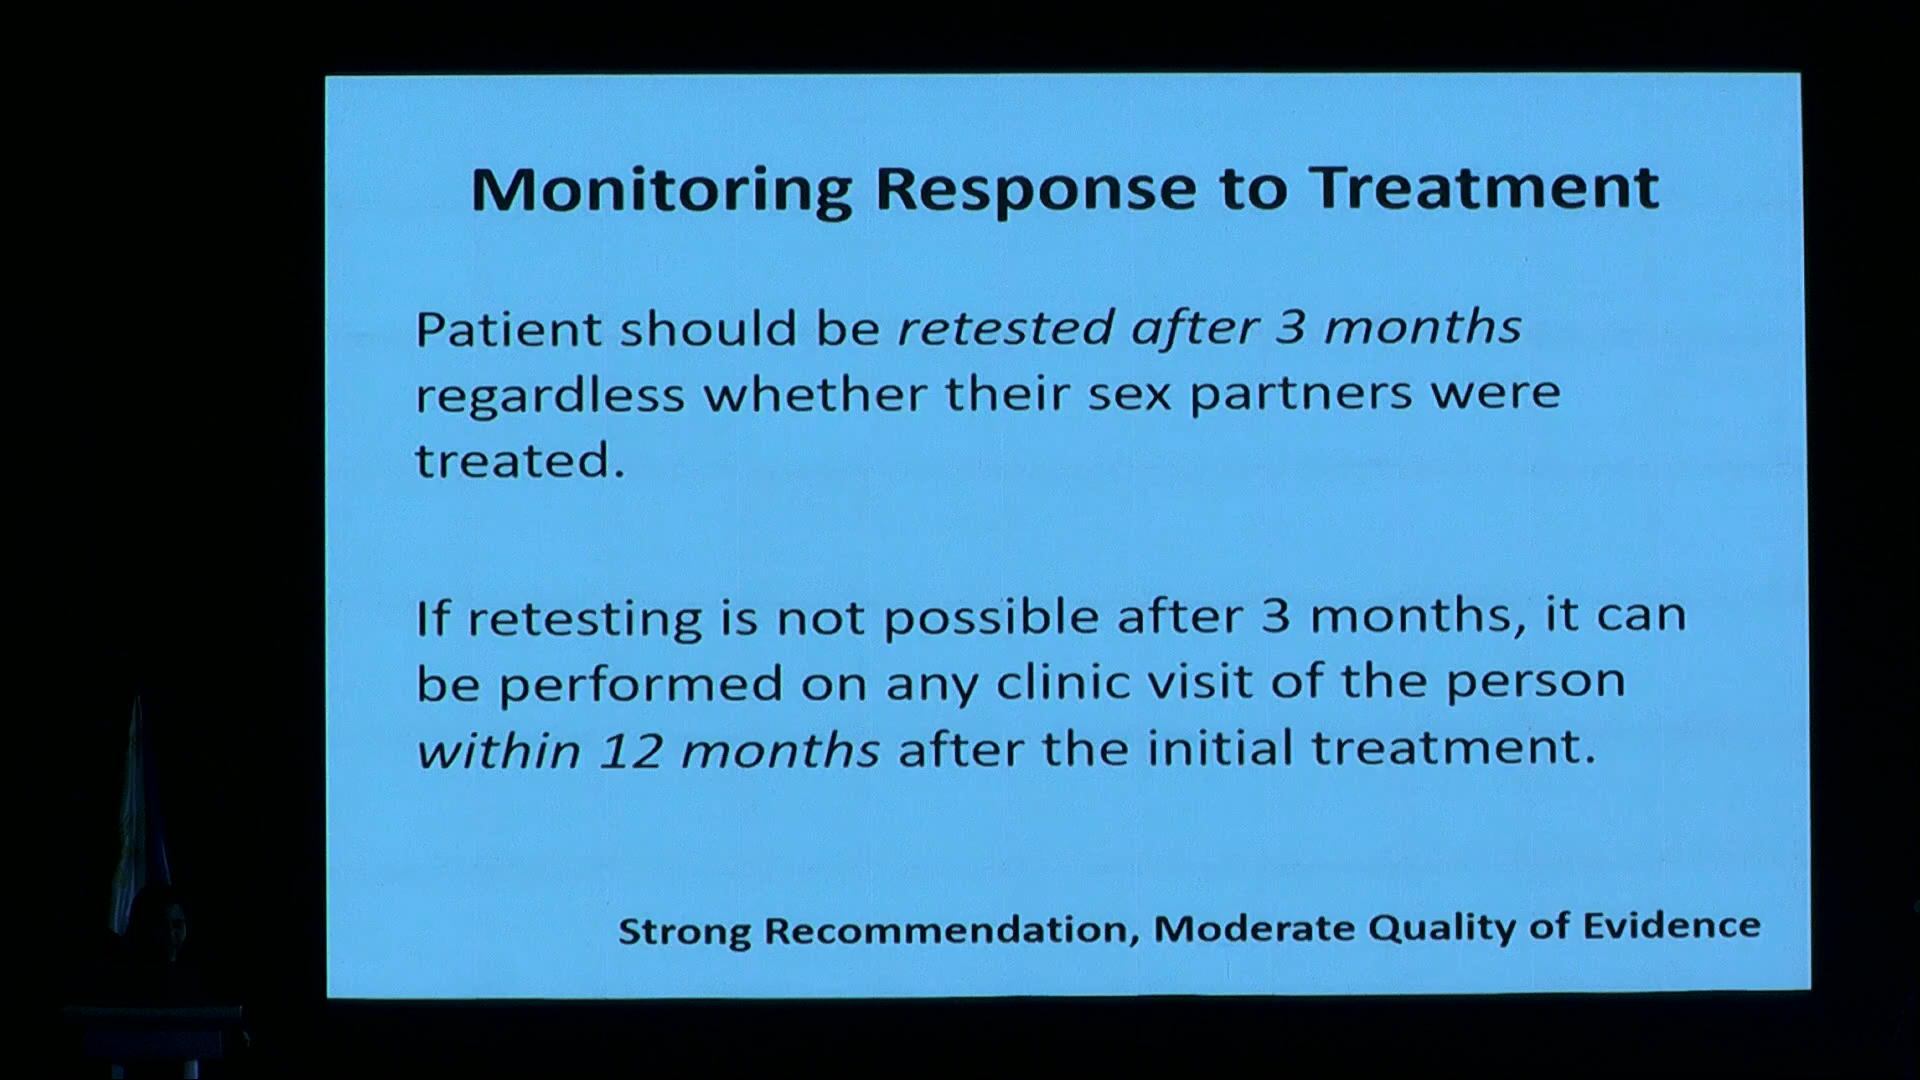 Monitoring Response to Treatment
Patient should be retested after 3 months
regardless whether their sex partners were
treated.
If retesting is not possible after 3 months, it can
be performed on any clinic visit of the person
within 12 months after the initial treatment.
Strong Recommendation, Moderate Quality of Evidence